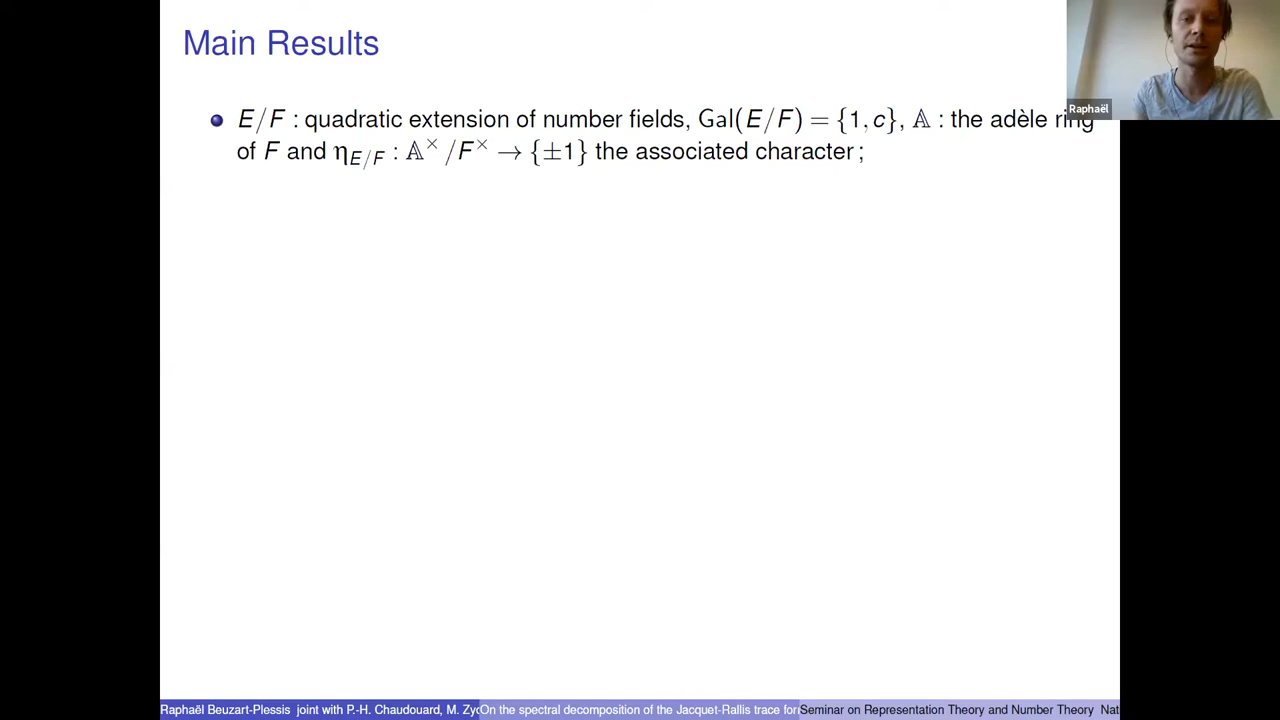 Main Results
E/F : quadratic extension of number fields, Gal(E/F) = {1, c}, 𝔸 : the adèle ring
of F and η_{E/F} : 𝔸^× /F^× → {±1} the associated character ;
Raphaël
Raphaël Beuzart-Plessis joint with P.-H. Chaudouard, M. Zyd On the spectral decomposition of the Jacquet-Rallis trace for Seminar on Representation Theory and Number Theory Nat